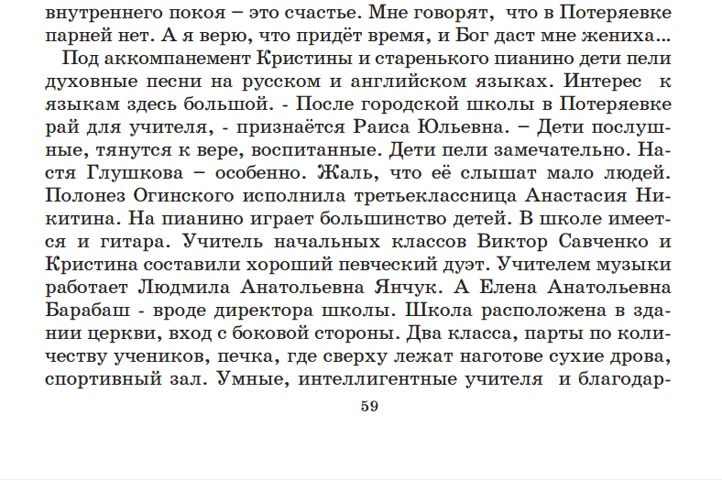 внутреннего покоя – это счастье. Мне говорят, что в Потеряевке
парней нет. А я верю, что придёт время, и Бог даст мне жениха...
Под аккомпанемент Кристины и старенького пианино дети пели
духовные песни на русском и английском языках. Интерес к
языкам здесь большой. - После городской школы в Потеряевке
рай для учителя, - признаётся Раиса Юльевна. – Дети послуш-
ные, тянутся к вере, воспитанные. Дети пели замечательно. На-
стя Глушкова – особенно. Жаль, что её слышат мало людей.
Полонез Огинского исполнила третьеклассница Анастасия Ни-
китина. На пианино играет большинство детей. В школе имеет-
ся и гитара. Учитель начальных классов Виктор Савченко и
Кристина составили хороший певческий дуэт. Учителем музыки
работает Людмила Анатольевна Янчук. А Елена Анатольевна
Барабаш - вроде директора школы. Школа расположена в зда-
нии церкви, вход с боковой стороны. Два класса, парты по коли-
честву учеников, печка, где сверху лежат наготове сухие дрова,
спортивный зал. Умные, интеллигентные учителя и благодар-
59